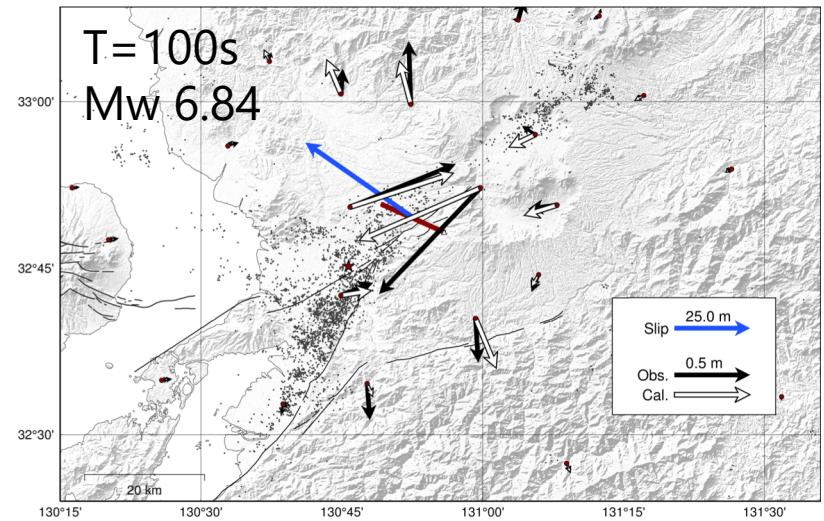 T=100s
Mw 6.84
33°00'
32°45'
32°30'
25.0 m
Slip
0.5 m
Obs.
Cal.
20 km
130°15'
130°30'
130°45'
131°00'
131°15'
131°30'